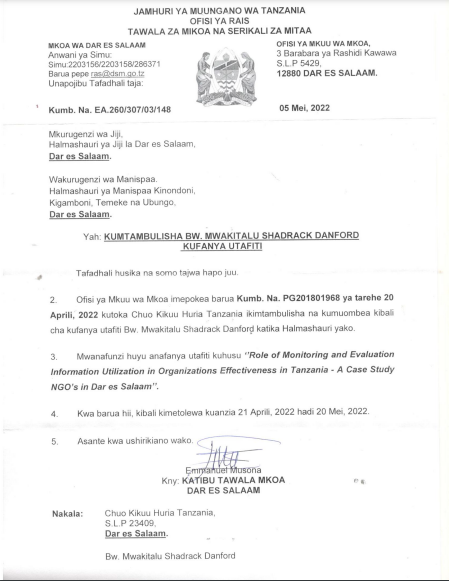 JAMHURI YA MUUNGANO WA TANZANIA
OFISI YA RAIS
TAWALA ZA MIKOA NA SERIKALI ZA MITAA
MKOA WA DAR ES SALAAM
Anwani ya Simu:
Simu:2203156/2203158/286371
Barua pepe ras@dsm.go.tz
Unapojibu Tafadhali taja:
OFISI YA MKUU WA MKOA,
3 Barabara ya Rashidi Kawawa
S.L.P 5429,
12880 DAR ES SALAAM.
Kumb. Na. EA.260/307/03/148
05 Mei, 2022
Mkurugenzi wa Jiji,
Halmashauri ya Jiji la Dar es Salaam,
Dar es Salaam.
Wakurugenzi wa Manispaa.
Halmashauri ya Manispaa Kinondoni,
Kigamboni, Temeke na Ubungo,
Dar es Salaam.
Yah: KUMTAMBULISHA BW. MWAKITALU SHADRACK DANFORD
KUFANYA UTAFITI
Tafadhali husika na somo tajwa hapo juu.
2. Ofisi ya Mkuu wa Mkoa imepokea barua Kumb. Na. PG201801968 ya tarehe 20
Aprili, 2022 kutoka Chuo Kikuu Huria Tanzania ikimtambulisha na kumuombea kibali
cha kufanya utafiti Bw. Mwakitalu Shadrack Danford katika Halmashauri yako.
3. Mwanafunzi huyu anafanya utafiti kuhusu "Role of Monitoring and Evaluation
Information Utilization in Organizations Effectiveness in Tanzania - A Case Study
NGO's in Dar es Salaam".
4. Kwa barua hii, kibali kimetolewa kuanzia 21 Aprili, 2022 hadi 20 Mei, 2022.
5. Asante kwa ushirikiano wako.
Emmanuel Musona
Kny: KATIBU TAWALA MKOA
DAR ES SALAAM
Nakala: Chuo Kikuu Huria Tanzania,
S.L.P 23409,
Dar es Salaam.
Bw. Mwakitalu Shadrack Danford